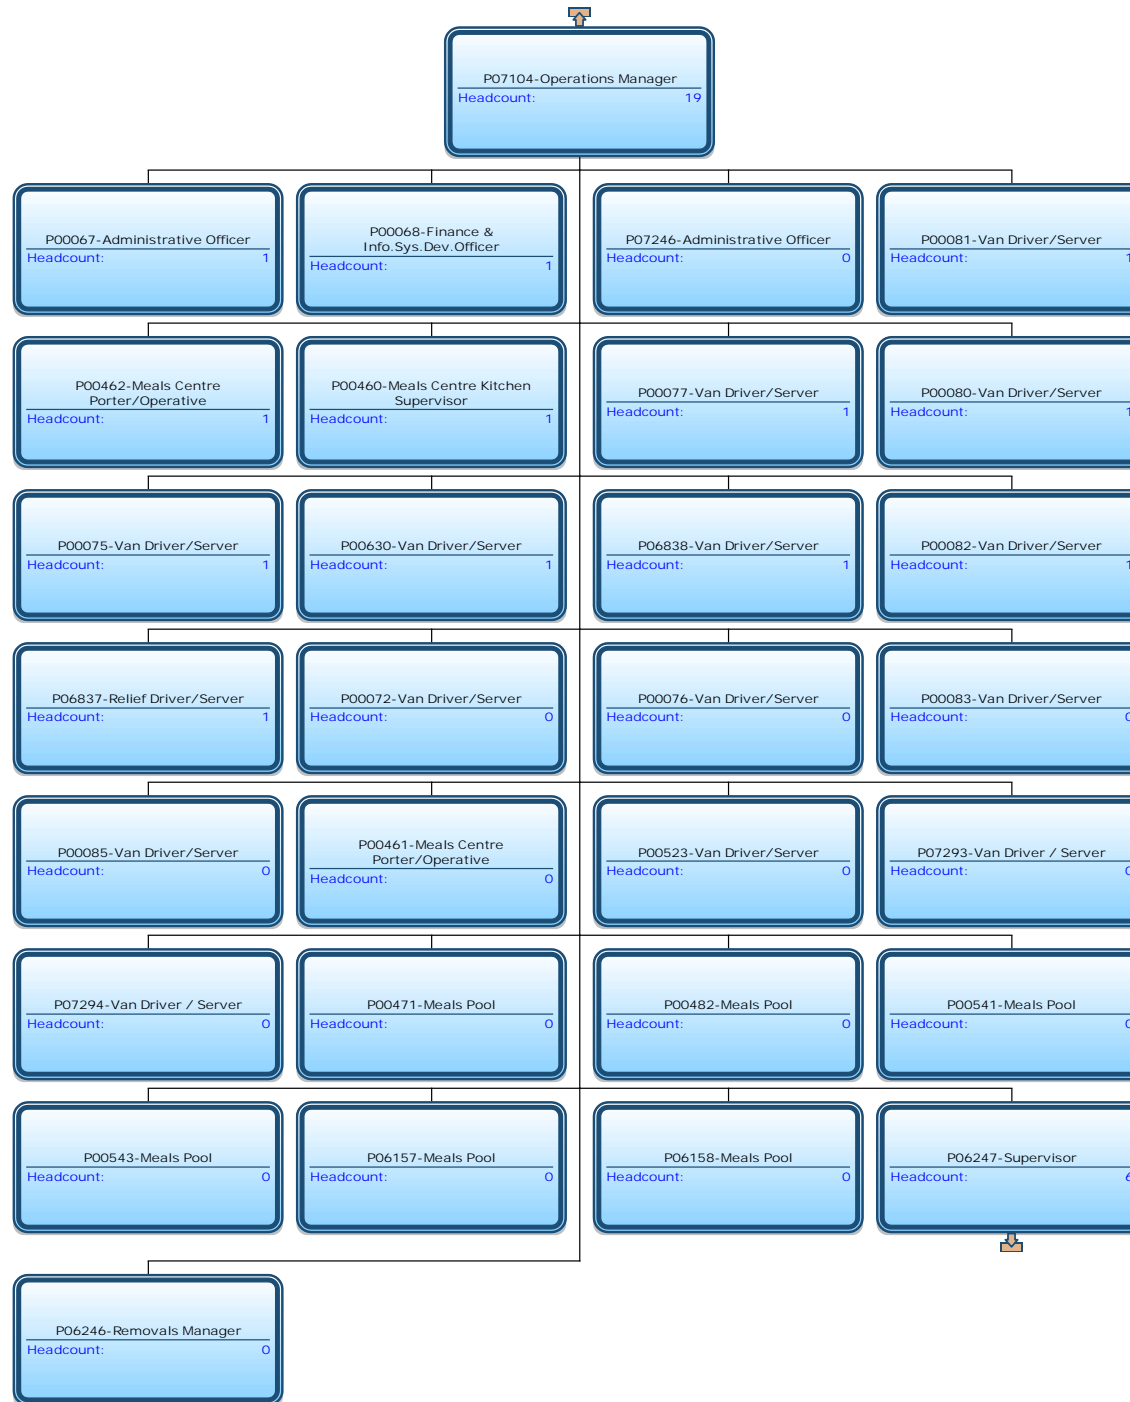 P07104-Operations Manager
Headcount: 19
P00067-Administrative Officer
Headcount: 1
P00068-Finance &
Info.Sys.Dev.Officer
Headcount: 1
P07246-Administrative Officer
Headcount: 0
P00081-Van Driver/Server
Headcount: 1
P00462-Meals Centre
Porter/Operative
Headcount: 1
P00460-Meals Centre Kitchen
Supervisor
Headcount: 1
P00077-Van Driver/Server
Headcount: 1
P00080-Van Driver/Server
Headcount: 1
P00075-Van Driver/Server
Headcount: 1
P00630-Van Driver/Server
Headcount: 1
P06838-Van Driver/Server
Headcount: 1
P00082-Van Driver/Server
Headcount: 1
P06837-Relief Driver/Server
Headcount: 1
P00072-Van Driver/Server
Headcount: 0
P00076-Van Driver/Server
Headcount: 0
P00083-Van Driver/Server
Headcount: 0
P00085-Van Driver/Server
Headcount: 0
P00461-Meals Centre
Porter/Operative
Headcount: 0
P00523-Van Driver/Server
Headcount: 0
P07293-Van Driver / Server
Headcount: 0
P07294-Van Driver / Server
Headcount: 0
P00471-Meals Pool
Headcount: 0
P00482-Meals Pool
Headcount: 0
P00541-Meals Pool
Headcount: 0
P00543-Meals Pool
Headcount: 0
P06157-Meals Pool
Headcount: 0
P06158-Meals Pool
Headcount: 0
P06247-Supervisor
Headcount: 6
P06246-Removals Manager
Headcount: 0